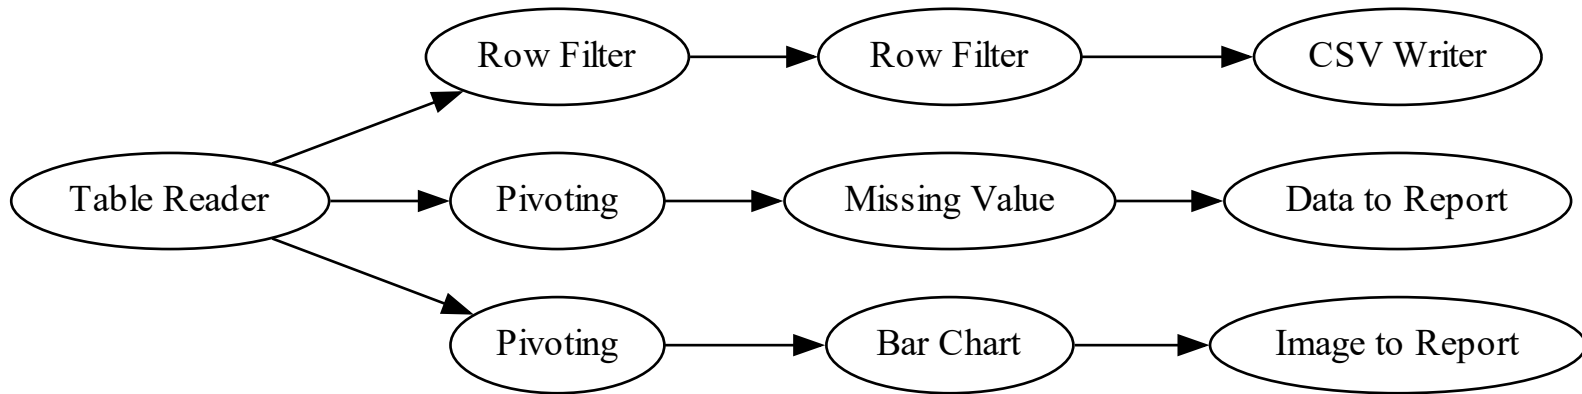 Row Filter
Row Filter
CSV Writer
Table Reader
Pivoting
Missing Value
Data to Report
Pivoting
Bar Chart
Image to Report